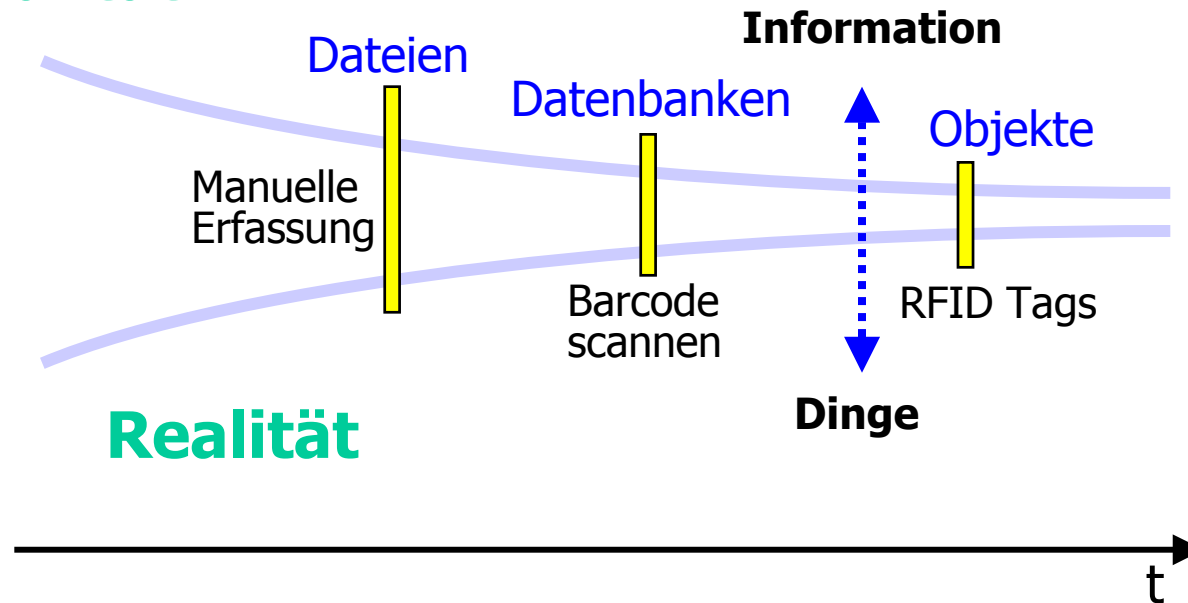 Information
Dateien
Datenbanken
Objekte
Manuelle
Erfassung
Barcode
scannen
RFID Tags
Dinge
Realität
t